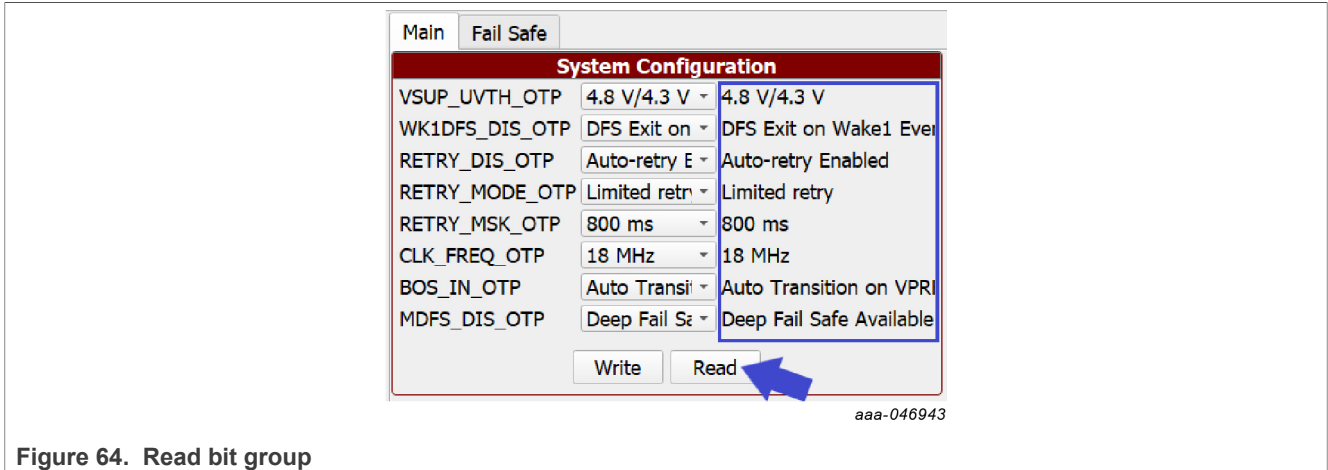 Main Fail Safe
System Configuration
VSUP_UVTH_OTP 4.8 V/4.3 V 4.8 V/4.3 V
WK1DFS_DIS_OTP DFS Exit on DFS Exit on Wake1 Ever
RETRY_DIS_OTP Auto-retry E Auto-retry Enabled
RETRY_MODE_OTP Limited retry Limited retry
RETRY_MSK_OTP 800 ms 800 ms
CLK_FREQ_OTP 18 MHz 18 MHz
BOS_IN_OTP Auto Transit Auto Transition on VPRI
MDFS_DIS_OTP Deep Fail Sa Deep Fail Safe Available
Write Read
aaa-046943
Figure 64. Read bit group